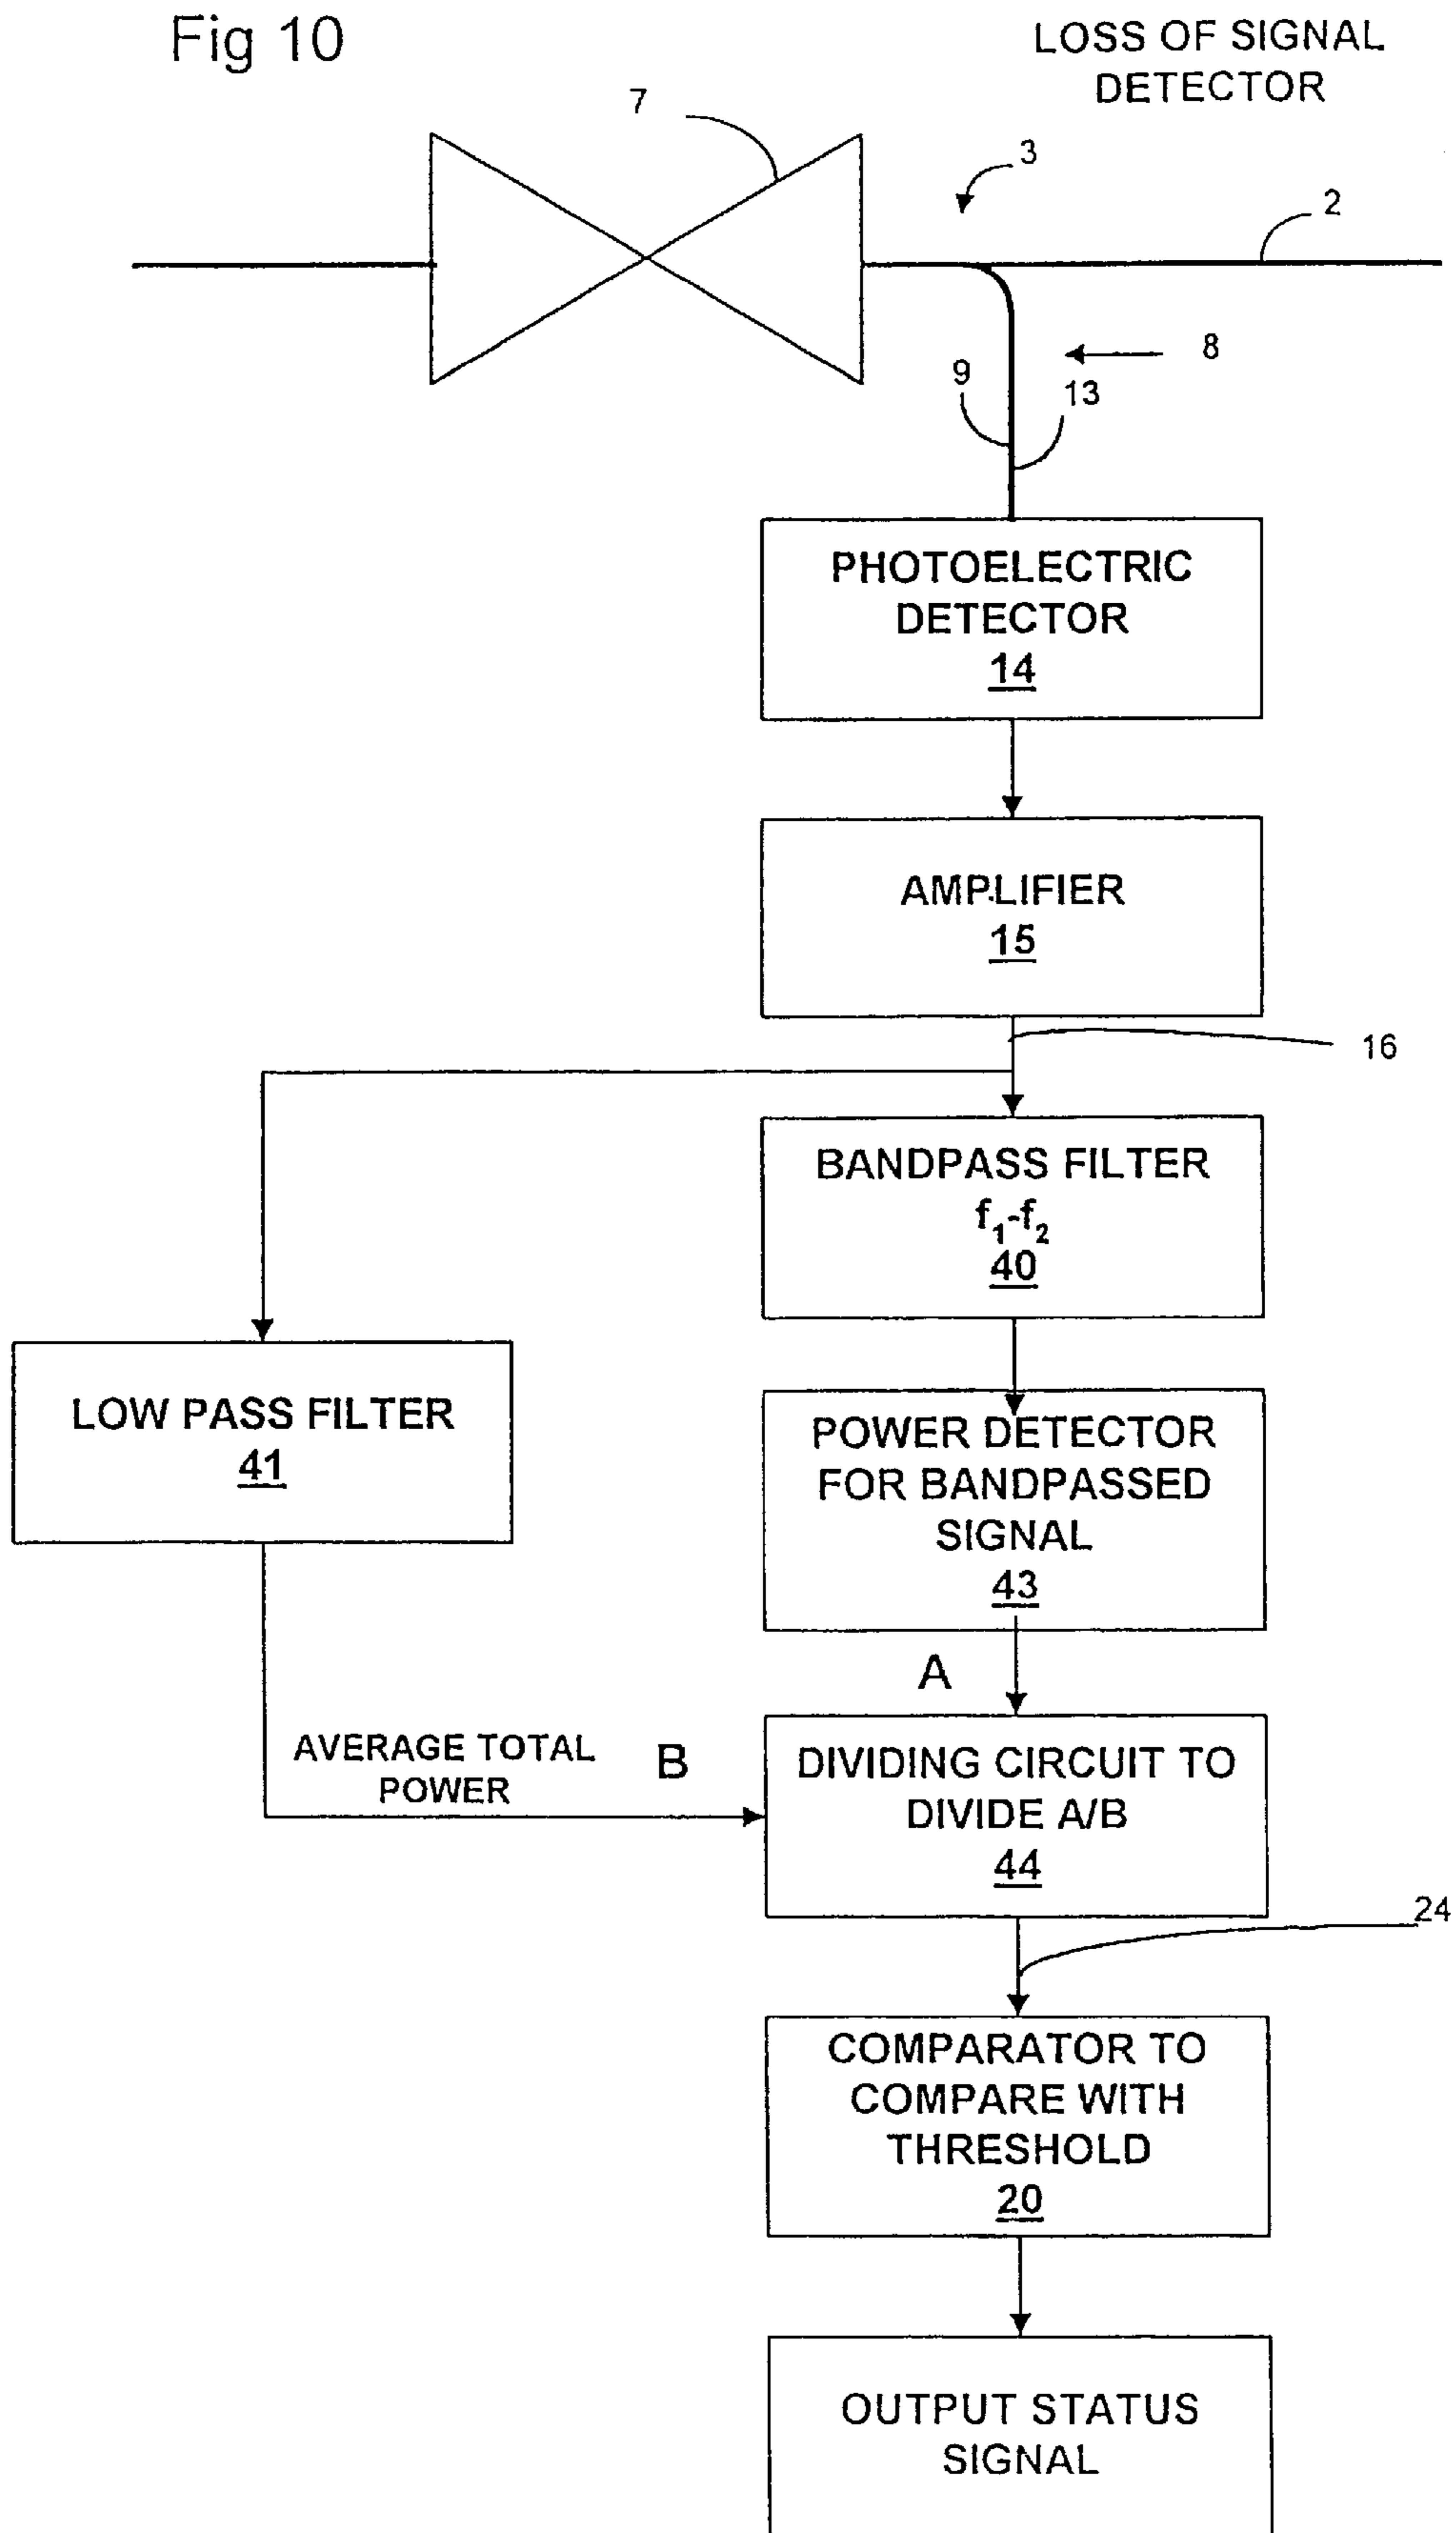 Fig 10
LOSS OF SIGNAL
DETECTOR
7
3
2
8
9
13
PHOTOELECTRIC
DETECTOR
14
AMPLIFIER
15
16
BANDPASS FILTER
f₁-f₂
40
LOW PASS FILTER
41
POWER DETECTOR
FOR BANDPASSED
SIGNAL
43
A
AVERAGE TOTAL
POWER
B
DIVIDING CIRCUIT TO
DIVIDE A/B
44
24
COMPARATOR TO
COMPARE WITH
THRESHOLD
20
OUTPUT STATUS
SIGNAL